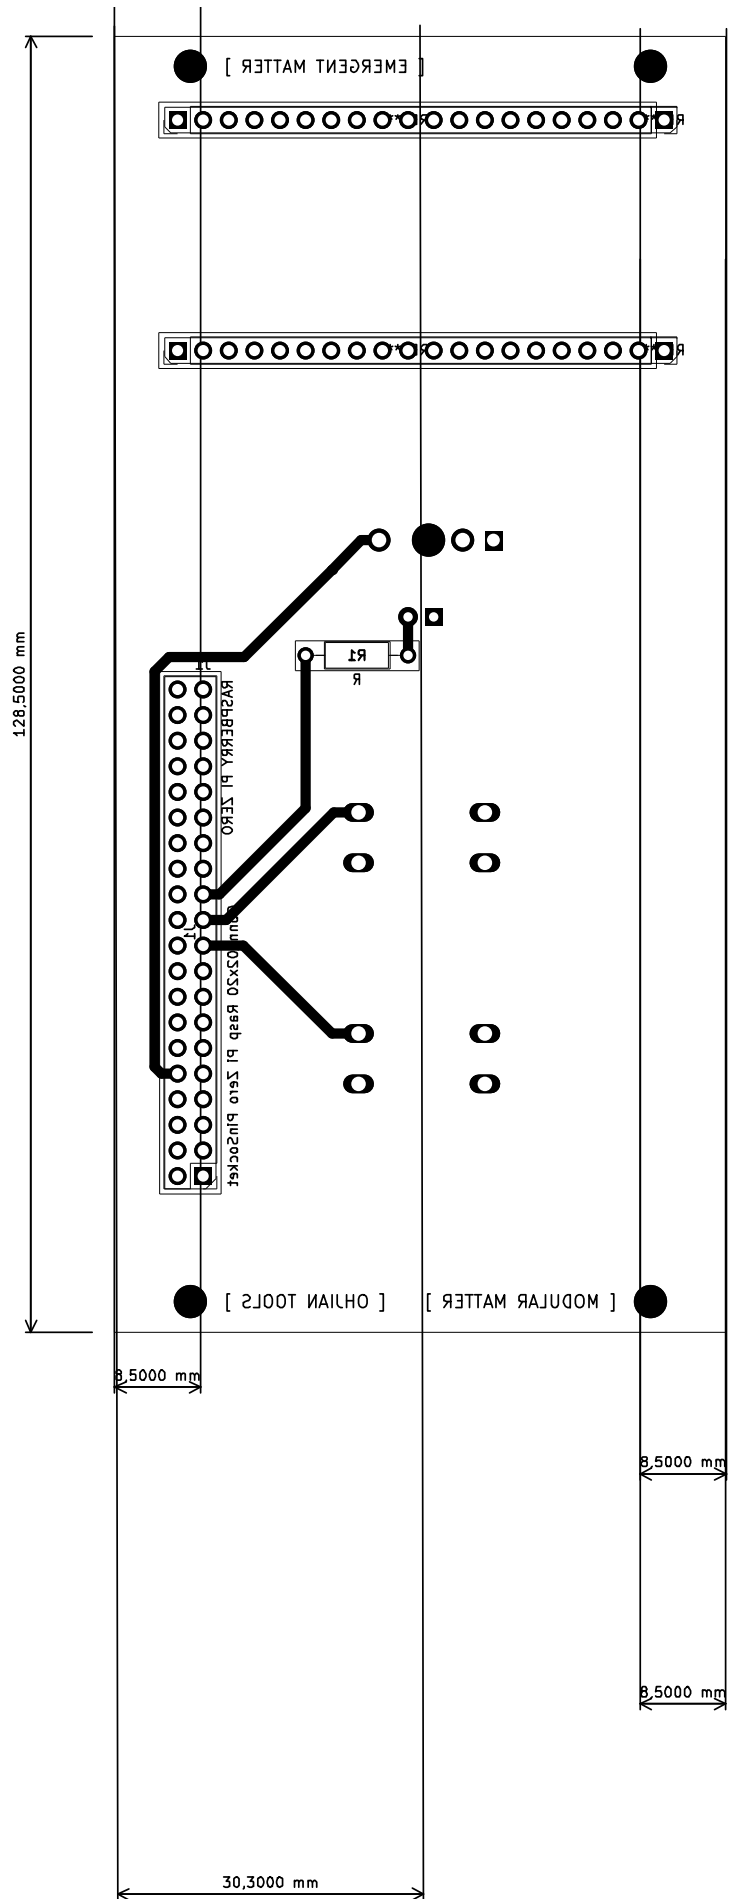 [ EMERGENT MATTER ]
128,5000 mm
R1
R
J1
RASPBERRY PI ZERO
J1
Conn_02x20 Rasp Pi Zero PinSocket
[ OHJIAN TOOLS ]
[ MODULAR MATTER ]
8,5000 mm
8,5000 mm
8,5000 mm
30,3000 mm